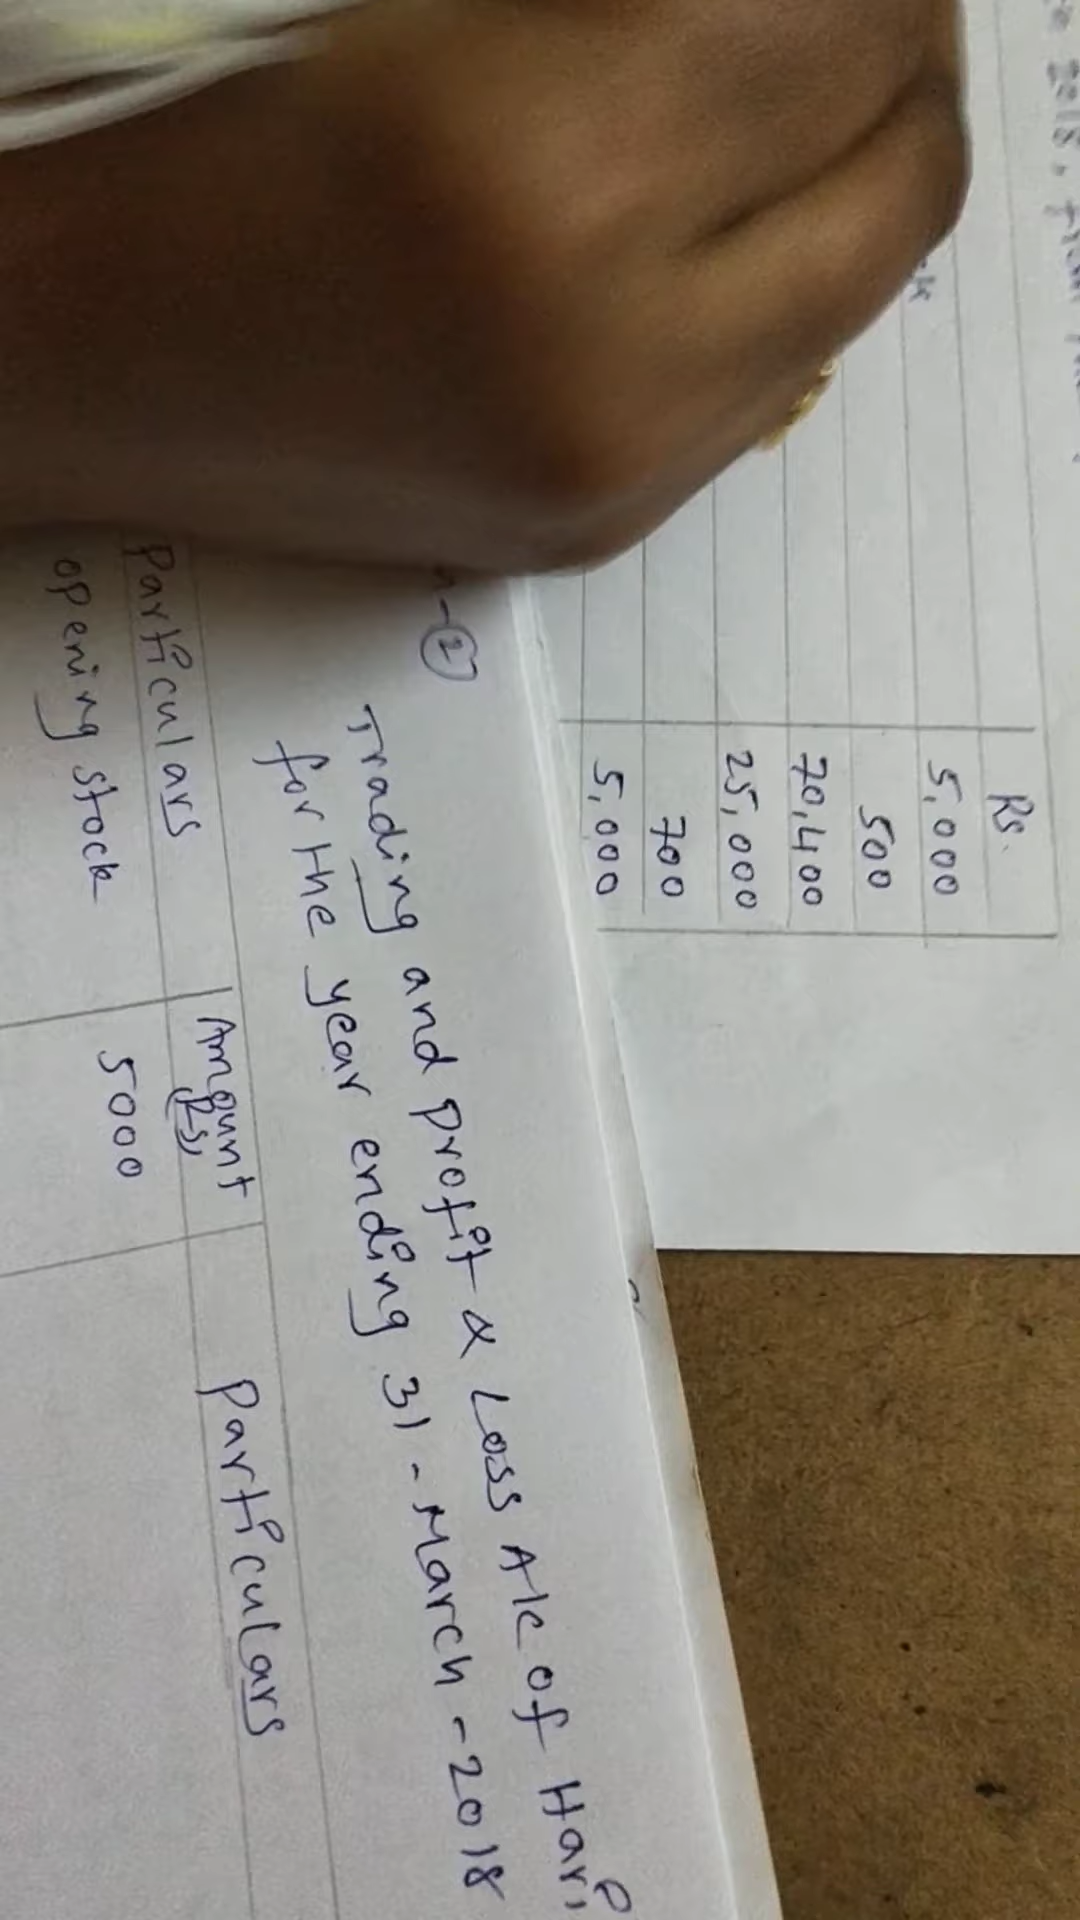 2018,
Rs.
5,000
500
70,400
25,000
700
5,000
-②
Trading and profit & Loss A/c of Hari,
for the year ending 31-March-2018
Particulars Amount (Rs, Particulars
opening stock 5000